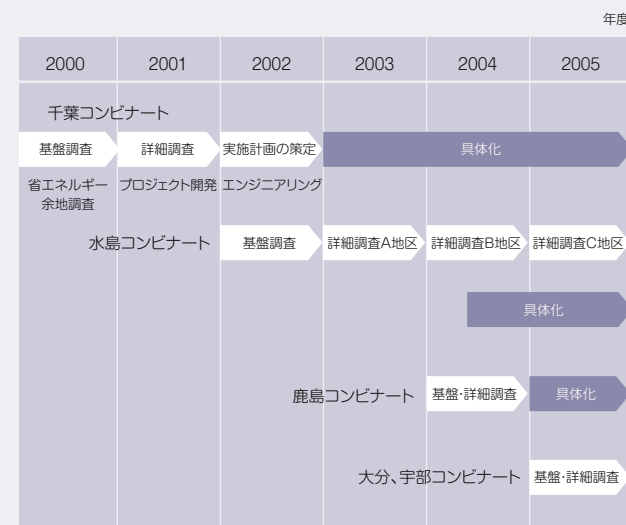 年度
2000 2001 2002 2003 2004 2005
千葉コンビナート
基盤調査 詳細調査 実施計画の策定 具体化
省エネルギー プロジェクト開発 エンジニアリング
余地調査
水島コンビナート 基盤調査 詳細調査A地区 詳細調査B地区 詳細調査C地区
具体化
鹿島コンビナート 基盤・詳細調査 具体化
大分、宇部コンビナート 基盤・詳細調査